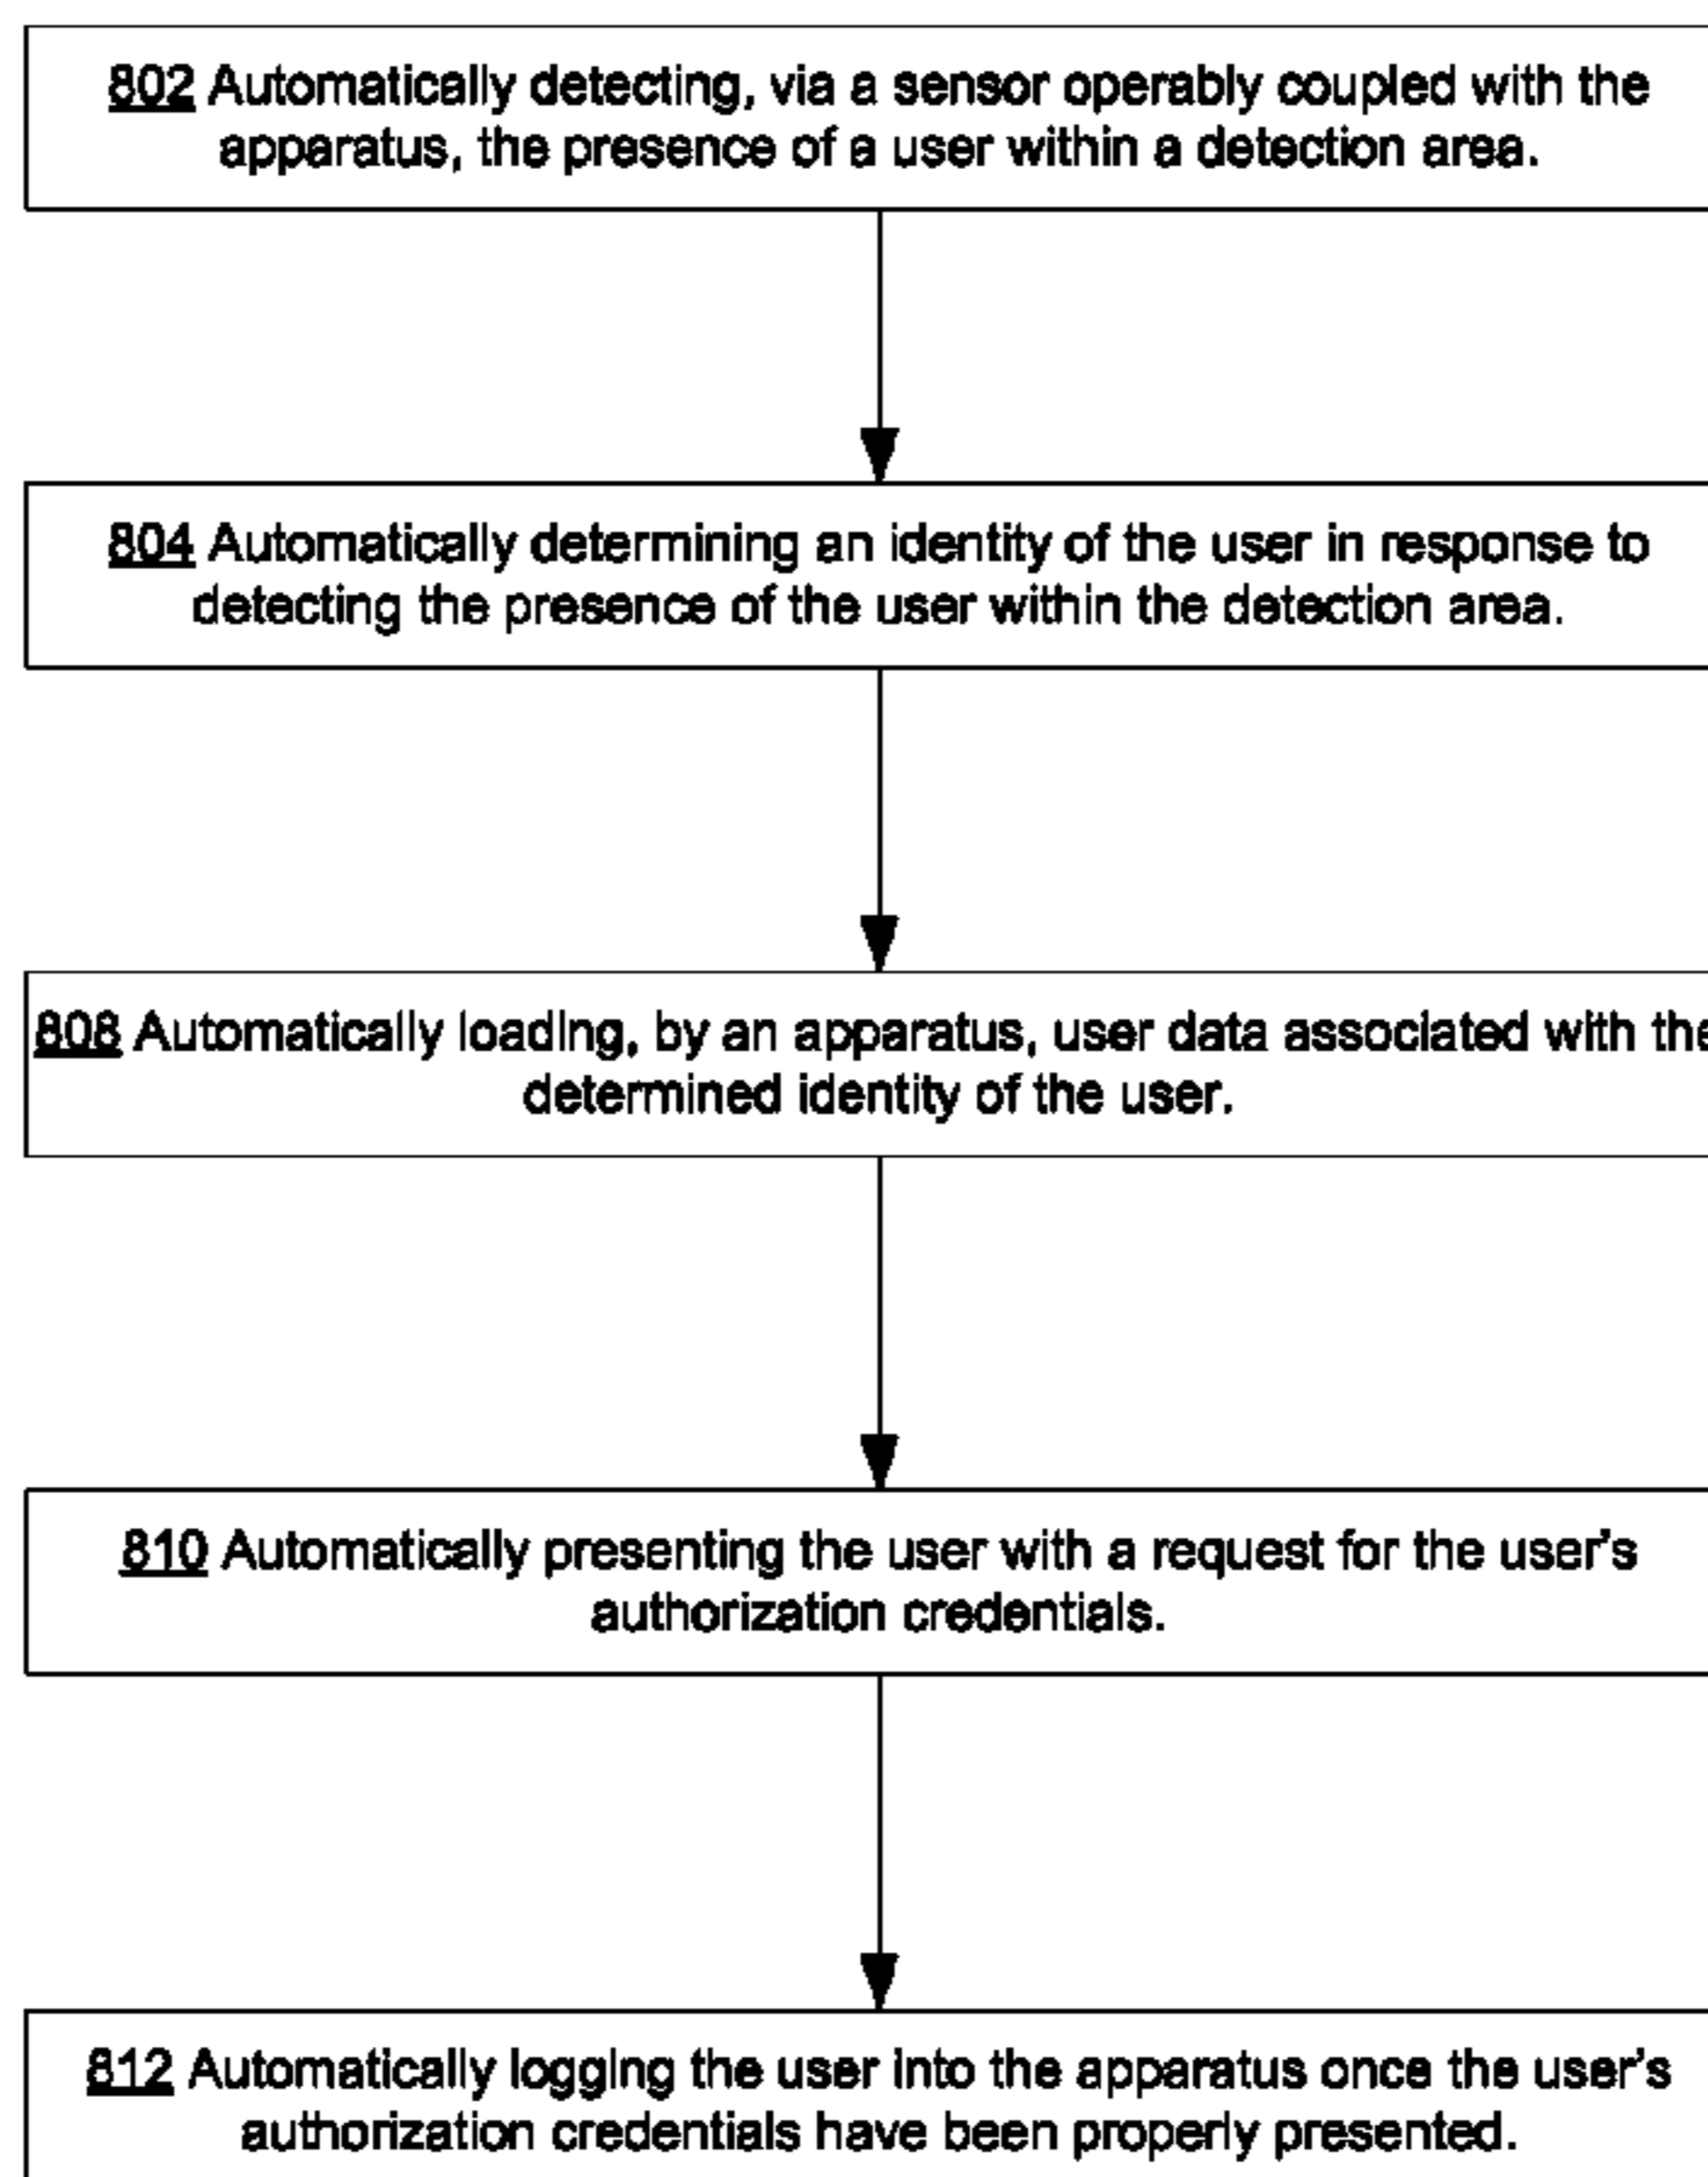 802 Automatically detecting, via a sensor operably coupled with the
apparatus, the presence of a user within a detection area.
804 Automatically determining an identity of the user in response to
detecting the presence of the user within the detection area.
808 Automatically loading, by an apparatus, user data associated with the
determined identity of the user.
810 Automatically presenting the user with a request for the user's
authorization credentials.
812 Automatically logging the user into the apparatus once the user's
authorization credentials have been properly presented.